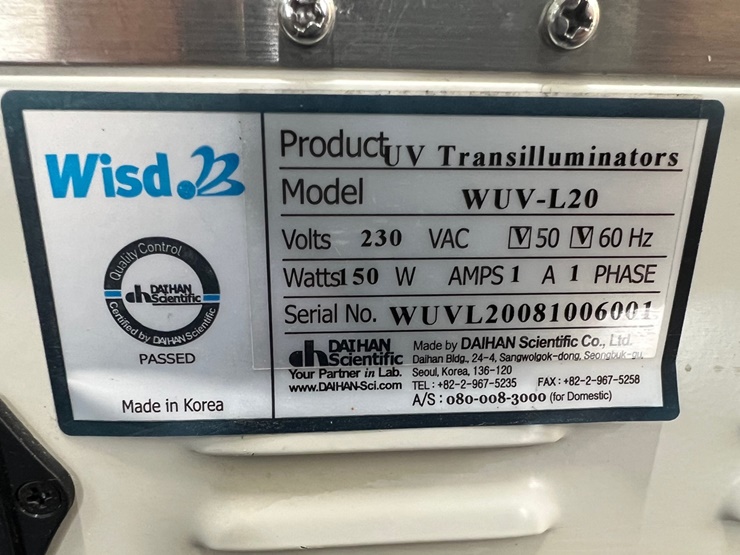 Wisd.
Quality Control
DAIHAN
Scientific
Certified by DAIHAN Scientific
PASSED
Made in Korea
Product UV Transilluminators
Model WUV-L20
Volts 230 VAC V 50 V 60 Hz
Watts 150 W AMPS 1 A 1 PHASE
Serial No. WUVL20081006001
DAIHAN
Scientific
Your Partner in Lab.
www.DAIHAN-Sci.com
Made by DAIHAN Scientific Co., Ltd.
Daihan Bldg., 24-4, Sangwolgok-dong, Seongbuk-gu,
Seoul, Korea, 136-120
TEL : +82-2-967-5235 FAX : +82-2-967-5258
A/S : 080-008-3000 (for Domestic)